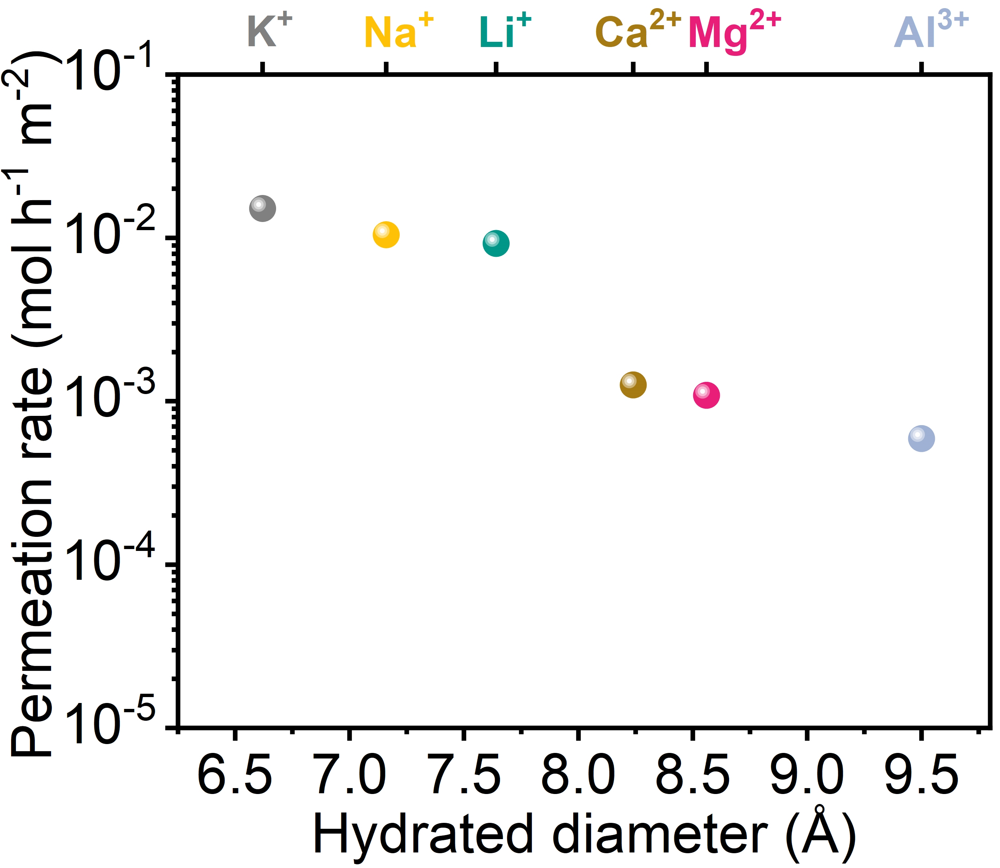 K⁺ Na⁺ Li⁺ Ca²⁺ Mg²⁺ Al³⁺
Permeation rate (mol h⁻¹ m⁻²)
10⁻¹
10⁻²
10⁻³
10⁻⁴
10⁻⁵
6.5 7.0 7.5 8.0 8.5 9.0 9.5
Hydrated diameter (Å)